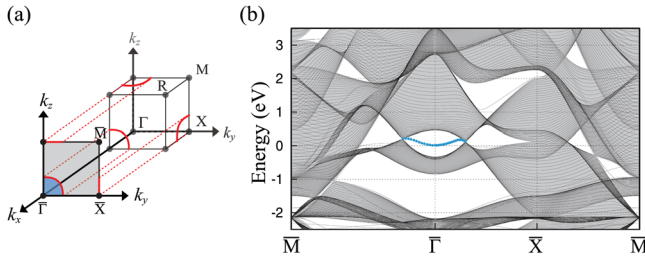 (a)
k_z
M
R
k_z
M̅
Γ
X
k_y
Γ̅
X̅
k_y
k_x
(b)
Energy (eV)
3
2
1
0
-1
-2
M̅
Γ̅
X̅
M̅